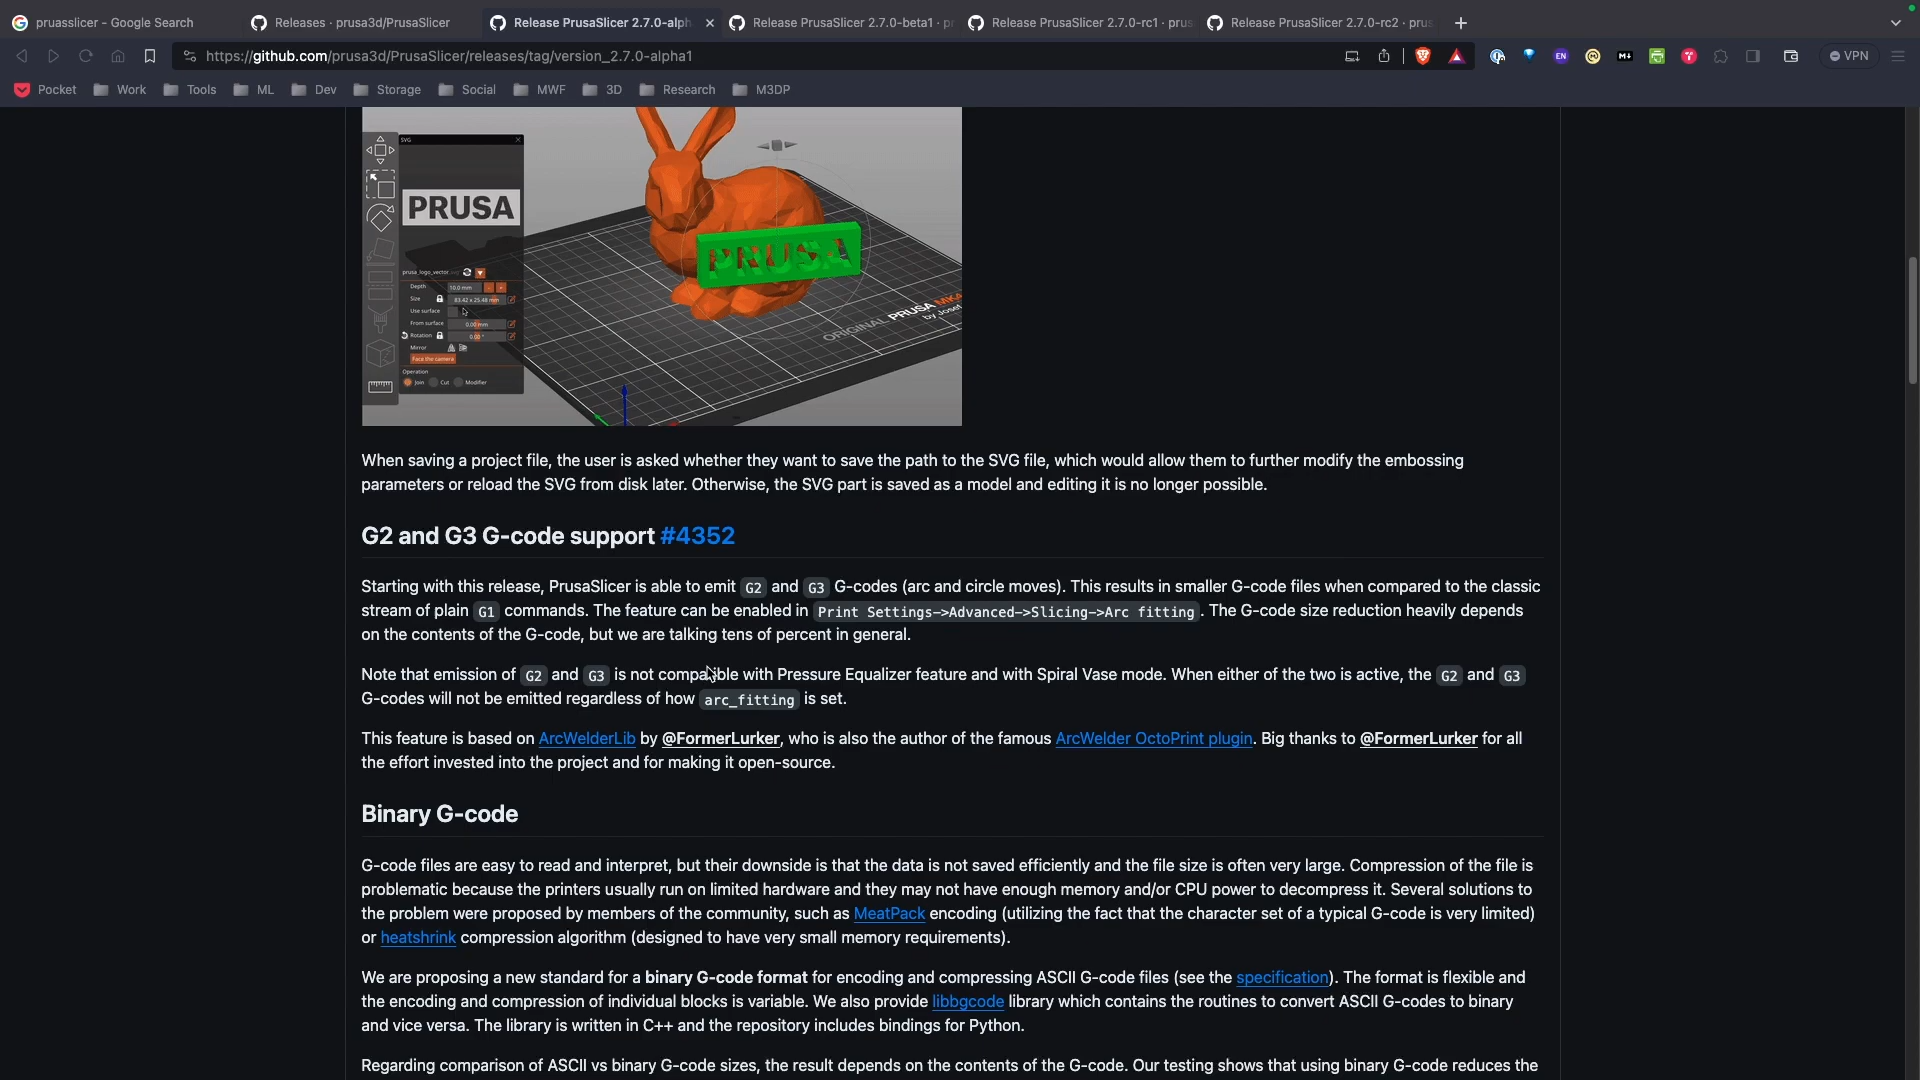 pruasslicer - Google Search
Releases · prusa3d/PrusaSlicer
Release PrusaSlicer 2.7.0-alph
Release PrusaSlicer 2.7.0-beta1 · pr
Release PrusaSlicer 2.7.0-rc1 · prus
Release PrusaSlicer 2.7.0-rc2 · prus
https://github.com/prusa3d/PrusaSlicer/releases/tag/version_2.7.0-alpha1
EN
M↓
VPN
Pocket
Work
Tools
ML
Dev
Storage
Social
MWF
3D
Research
M3DP
SVG
PRUSA
prusa_logo_vector
Depth 10.0 mm
Size 83.42 x 25.48 mm
Use surface
From surface 0.00 mm
Rotation 0.00 °
Mirror
Face the camera
Operation
Join Cut Modifier
PRUSA
ORIGINAL PRUSA MK4
by Josef
When saving a project file, the user is asked whether they want to save the path to the SVG file, which would allow them to further modify the embossing
parameters or reload the SVG from disk later. Otherwise, the SVG part is saved as a model and editing it is no longer possible.
G2 and G3 G-code support #4352
Starting with this release, PrusaSlicer is able to emit G2 and G3 G-codes (arc and circle moves). This results in smaller G-code files when compared to the classic
stream of plain G1 commands. The feature can be enabled in Print Settings->Advanced->Slicing->Arc fitting . The G-code size reduction heavily depends
on the contents of the G-code, but we are talking tens of percent in general.
Note that emission of G2 and G3 is not compatible with Pressure Equalizer feature and with Spiral Vase mode. When either of the two is active, the G2 and G3
G-codes will not be emitted regardless of how arc_fitting is set.
This feature is based on ArcWelderLib by @FormerLurker, who is also the author of the famous ArcWelder OctoPrint plugin. Big thanks to @FormerLurker for all
the effort invested into the project and for making it open-source.
Binary G-code
G-code files are easy to read and interpret, but their downside is that the data is not saved efficiently and the file size is often very large. Compression of the file is
problematic because the printers usually run on limited hardware and they may not have enough memory and/or CPU power to decompress it. Several solutions to
the problem were proposed by members of the community, such as MeatPack encoding (utilizing the fact that the character set of a typical G-code is very limited)
or heatshrink compression algorithm (designed to have very small memory requirements).
We are proposing a new standard for a binary G-code format for encoding and compressing ASCII G-code files (see the specification). The format is flexible and
the encoding and compression of individual blocks is variable. We also provide libbgcode library which contains the routines to convert ASCII G-codes to binary
and vice versa. The library is written in C++ and the repository includes bindings for Python.
Regarding comparison of ASCII vs binary G-code sizes, the result depends on the contents of the G-code. Our testing shows that using binary G-code reduces the